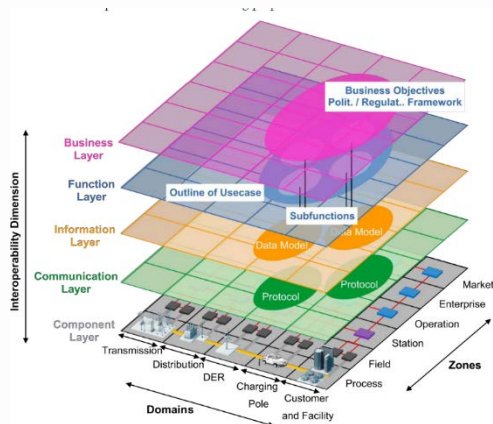 Business Objectives
Polit. / Regulat.. Framework
Business
Layer
Function
Layer
Outline of Usecase
Subfunctions
Information
Layer
Data Model
Data Model
Communication
Layer
Protocol
Protocol
Component
Layer
Interoperability Dimension
Market
Enterprise
Operation
Station
Field
Process
Zones
Transmission
Distribution
DER
Charging
Pole
Customer
and Facility
Domains